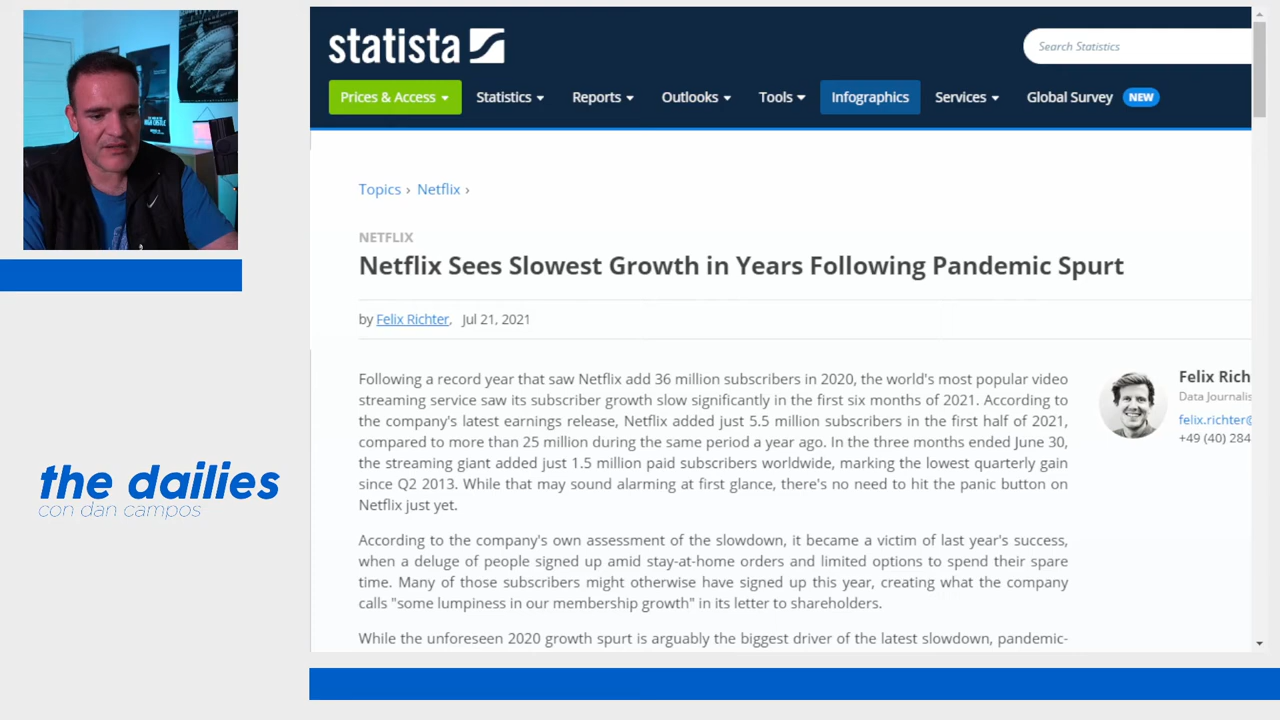 statista
Search Statistics
Prices & Access Statistics Reports Outlooks Tools Infographics Services Global Survey NEW
Topics › Netflix ›
NETFLIX
Netflix Sees Slowest Growth in Years Following Pandemic Spurt
by Felix Richter, Jul 21, 2021
Following a record year that saw Netflix add 36 million subscribers in 2020, the world's most popular video
streaming service saw its subscriber growth slow significantly in the first six months of 2021. According to
the company's latest earnings release, Netflix added just 5.5 million subscribers in the first half of 2021,
compared to more than 25 million during the same period a year ago. In the three months ended June 30,
the streaming giant added just 1.5 million paid subscribers worldwide, marking the lowest quarterly gain
since Q2 2013. While that may sound alarming at first glance, there's no need to hit the panic button on
Netflix just yet.
According to the company's own assessment of the slowdown, it became a victim of last year's success,
when a deluge of people signed up amid stay-at-home orders and limited options to spend their spare
time. Many of those subscribers might otherwise have signed up this year, creating what the company
calls "some lumpiness in our membership growth" in its letter to shareholders.
While the unforeseen 2020 growth spurt is arguably the biggest driver of the latest slowdown, pandemic-
Felix Rich
Data Journalis
felix.richter@
+49 (40) 284
the dailies
con dan campos